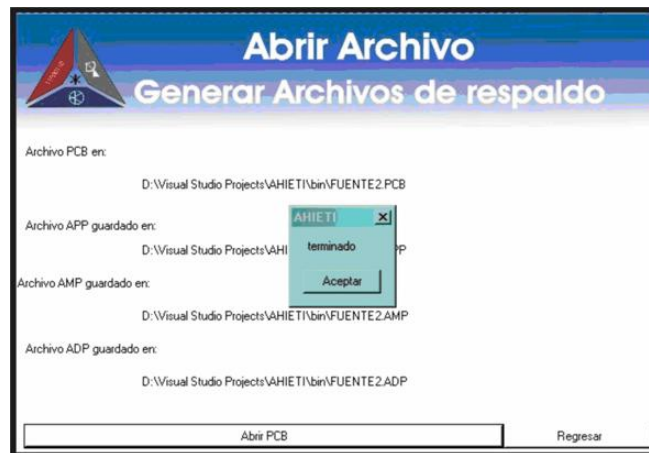 Abrir Archivo
Generar Archivos de respaldo
Archivo PCB en:
D:\Visual Studio Projects\AHIETI\bin\FUENTE2.PCB
Archivo APP guardado en:
D:\Visual Studio Projects\AHI
PP
AHIETI
terminado
Aceptar
Archivo AMP guardado en:
D:\Visual Studio Projects\AHIETI\bin\FUENTE2.AMP
Archivo ADP guardado en:
D:\Visual Studio Projects\AHIETI\bin\FUENTE2.ADP
Abrir PCB
Regresar